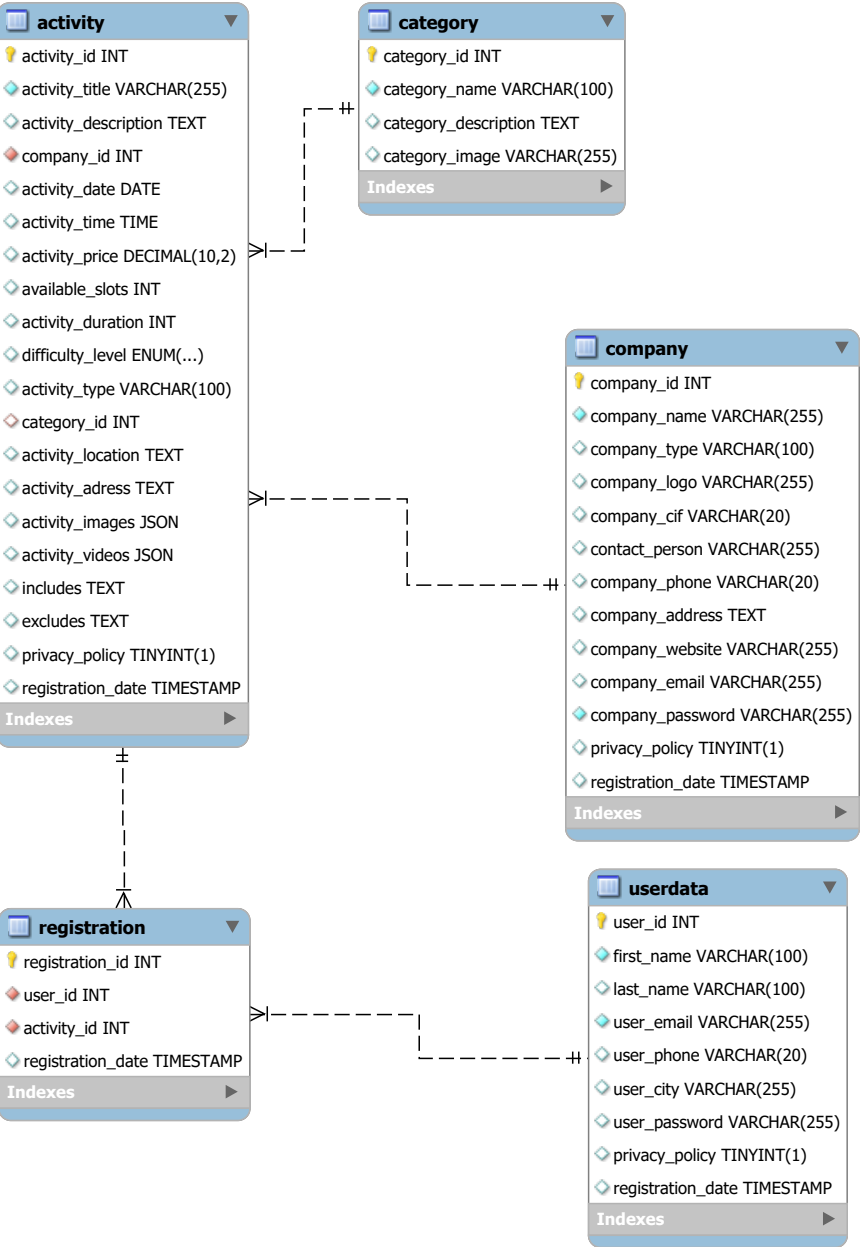 activity
activity_id INT
activity_title VARCHAR(255)
activity_description TEXT
company_id INT
activity_date DATE
activity_time TIME
activity_price DECIMAL(10,2)
available_slots INT
activity_duration INT
difficulty_level ENUM(...)
activity_type VARCHAR(100)
category_id INT
activity_location TEXT
activity_adress TEXT
activity_images JSON
activity_videos JSON
includes TEXT
excludes TEXT
privacy_policy TINYINT(1)
registration_date TIMESTAMP
Indexes
category
category_id INT
category_name VARCHAR(100)
category_description TEXT
category_image VARCHAR(255)
Indexes
company
company_id INT
company_name VARCHAR(255)
company_type VARCHAR(100)
company_logo VARCHAR(255)
company_cif VARCHAR(20)
contact_person VARCHAR(255)
company_phone VARCHAR(20)
company_address TEXT
company_website VARCHAR(255)
company_email VARCHAR(255)
company_password VARCHAR(255)
privacy_policy TINYINT(1)
registration_date TIMESTAMP
Indexes
registration
registration_id INT
user_id INT
activity_id INT
registration_date TIMESTAMP
Indexes
userdata
user_id INT
first_name VARCHAR(100)
last_name VARCHAR(100)
user_email VARCHAR(255)
user_phone VARCHAR(20)
user_city VARCHAR(255)
user_password VARCHAR(255)
privacy_policy TINYINT(1)
registration_date TIMESTAMP
Indexes